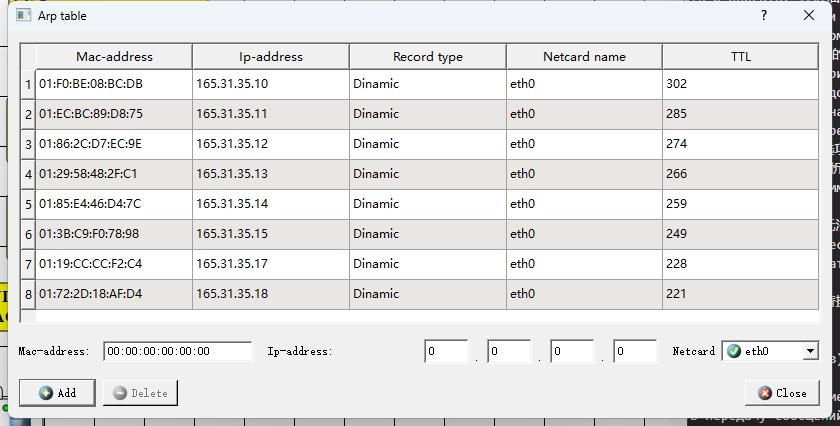 Arp table
Mac-address Ip-address Record type Netcard name TTL
1 01:F0:BE:08:BC:DB 165.31.35.10 Dinamic eth0 302
2 01:EC:BC:89:D8:75 165.31.35.11 Dinamic eth0 285
3 01:86:2C:D7:EC:9E 165.31.35.12 Dinamic eth0 274
4 01:29:58:48:2F:C1 165.31.35.13 Dinamic eth0 266
5 01:85:E4:46:D4:7C 165.31.35.14 Dinamic eth0 259
6 01:3B:C9:F0:78:98 165.31.35.15 Dinamic eth0 249
7 01:19:CC:CC:F2:C4 165.31.35.17 Dinamic eth0 228
8 01:72:2D:18:AF:D4 165.31.35.18 Dinamic eth0 221
Mac-address: 00:00:00:00:00:00 Ip-address: 0 . 0 . 0 . 0 Netcard eth0
Add Delete Close